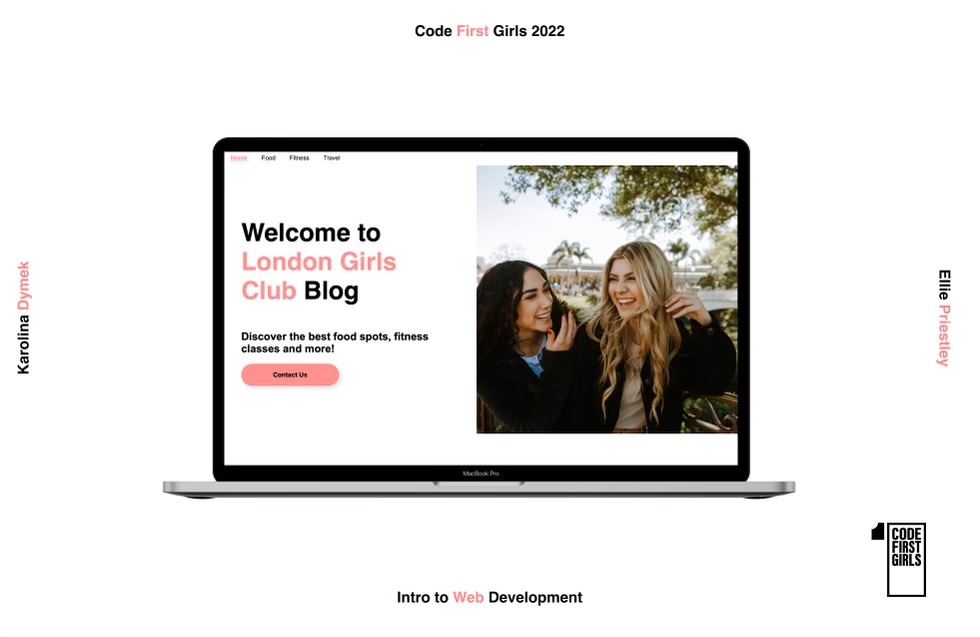 Code First Girls 2022
Home Food Fitness Travel
Welcome to
London Girls
Club Blog
Discover the best food spots, fitness
classes and more!
Contact Us
MacBook Pro
Karolina Dymek
Ellie Priestley
CODE
FIRST
GIRLS
Intro to Web Development